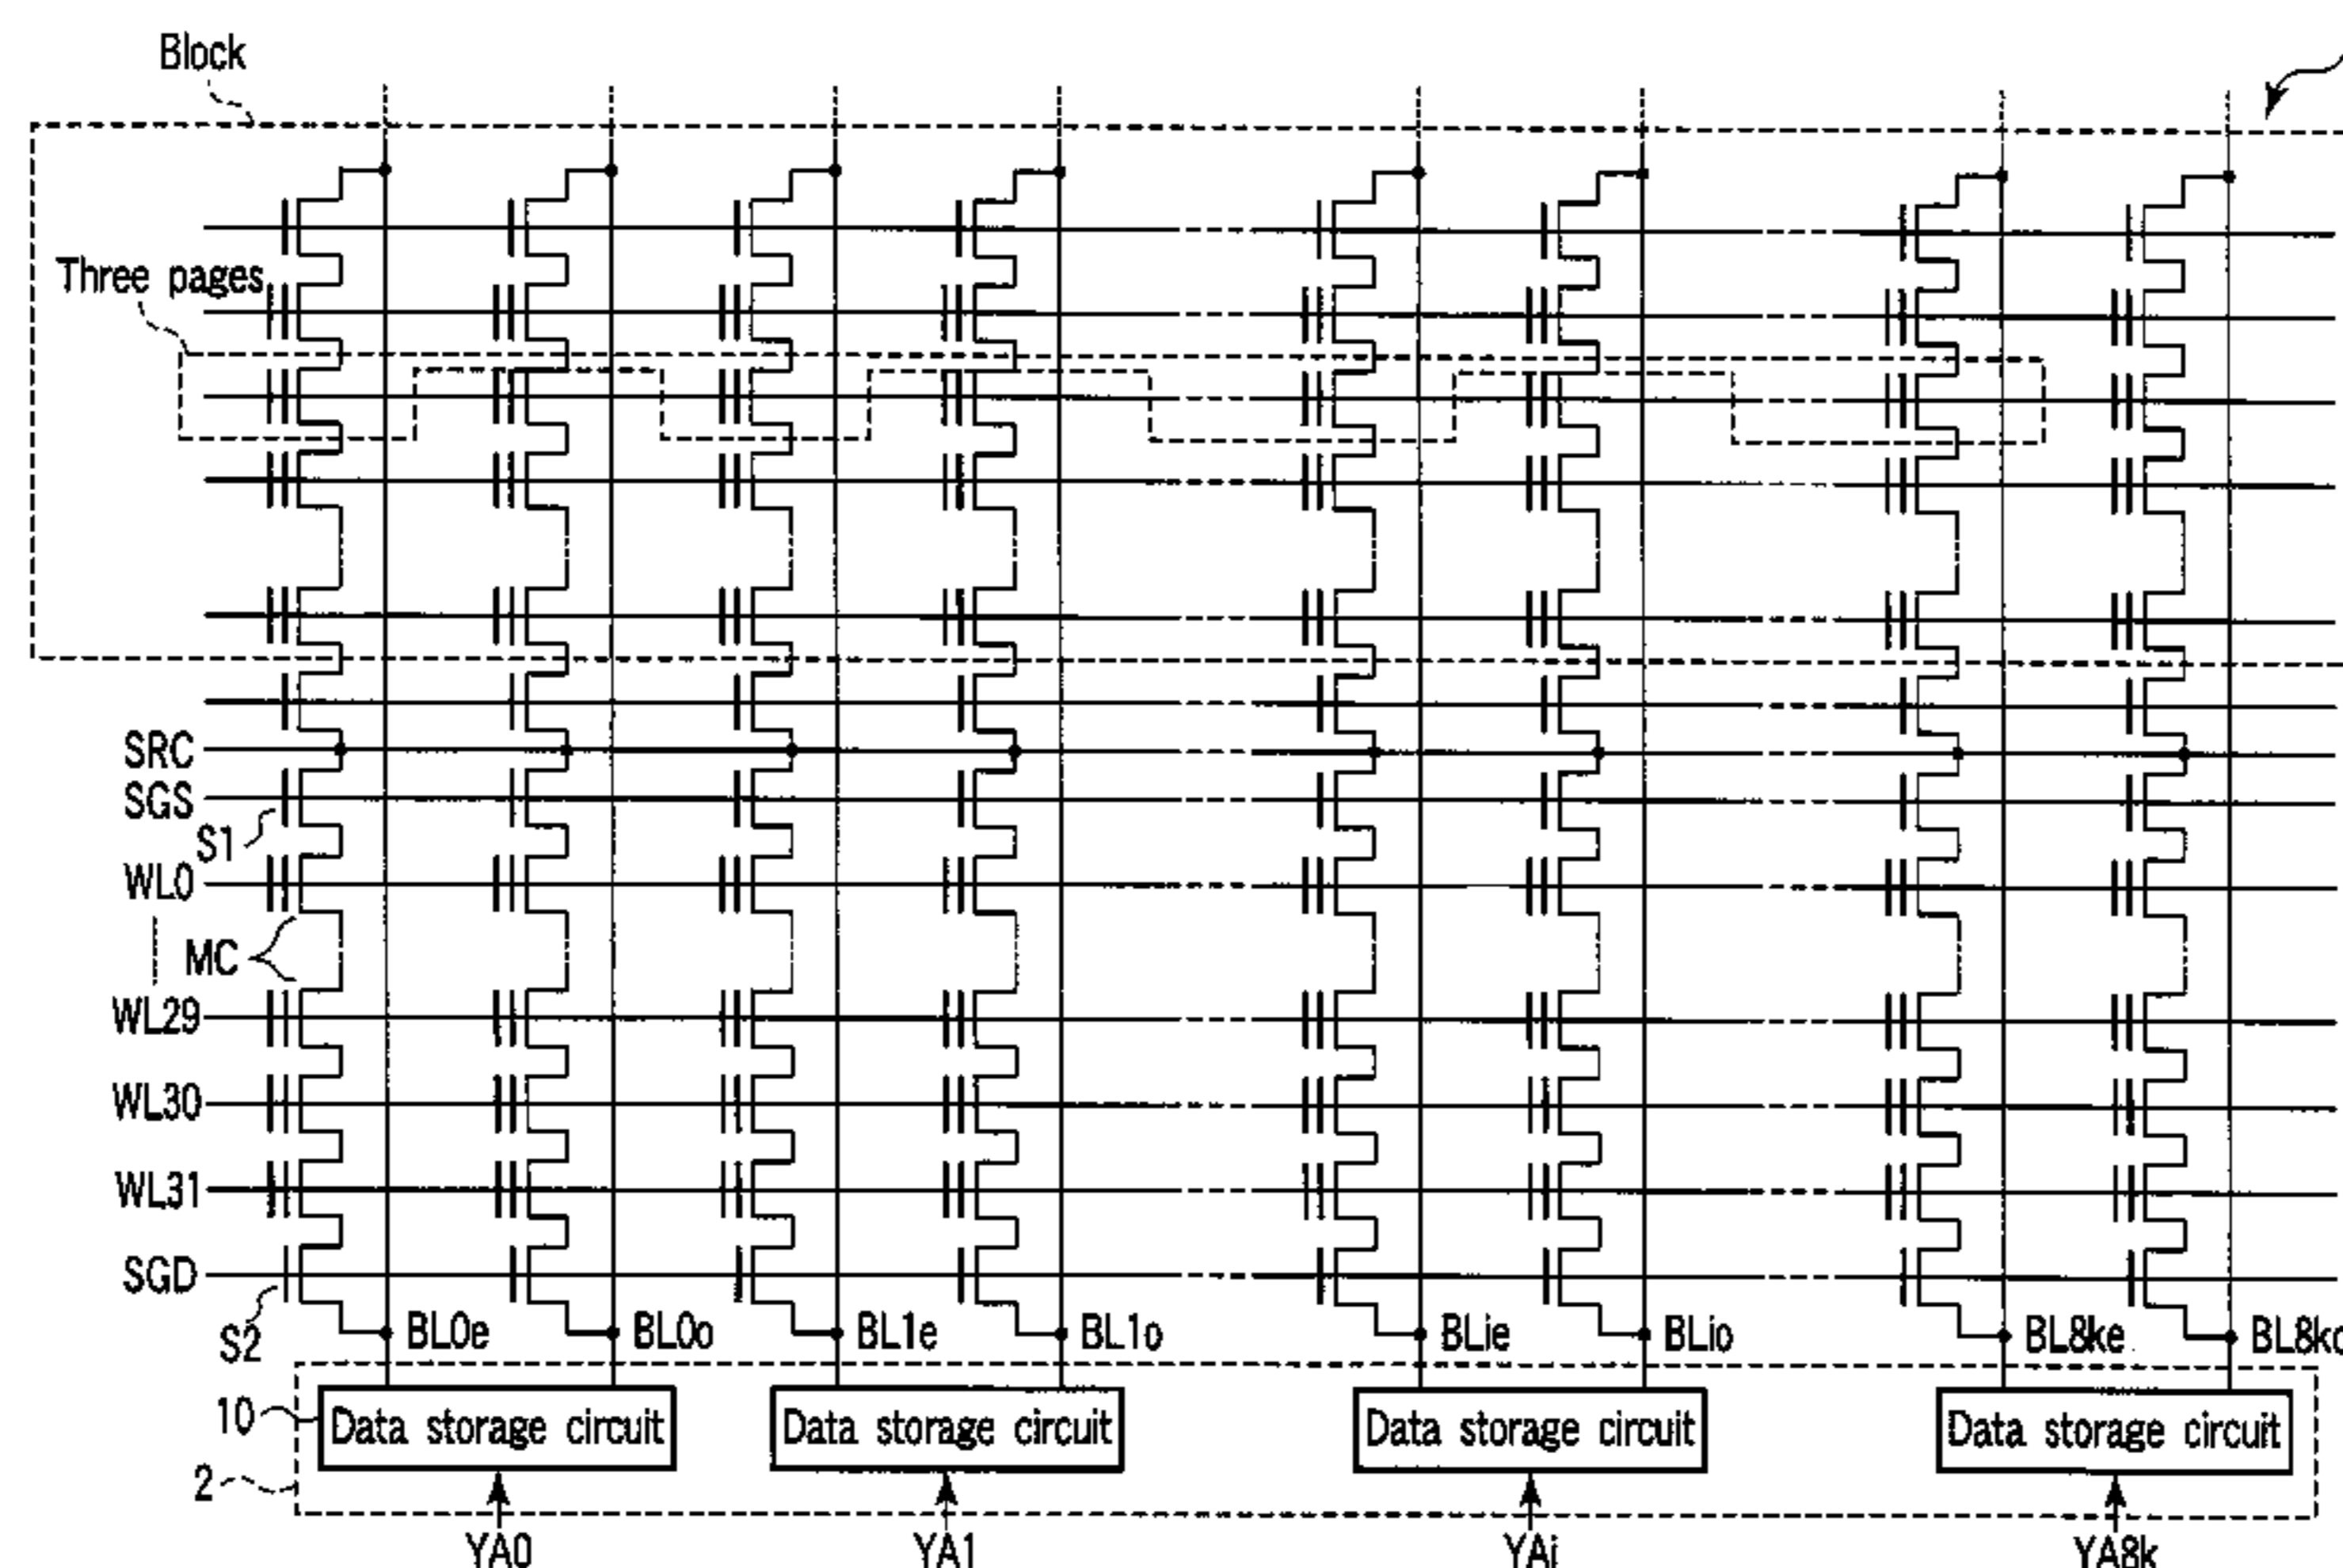 Block
Three pages
SRC
SGS
S1
WL0
MC
WL29
WL30
WL31
SGD
S2
BL0e
BL0o
BL1e
BL1o
BLie
BLio
BL8ke
BL8ko
10
Data storage circuit
Data storage circuit
Data storage circuit
Data storage circuit
2
YA0
YA1
YAi
YA8k